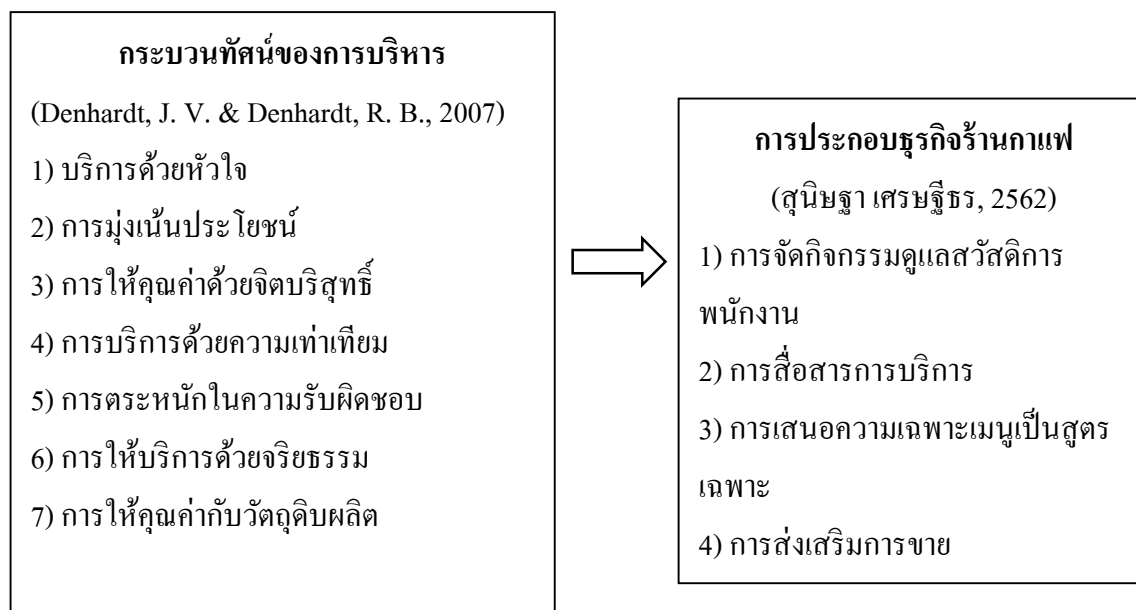 กระบวนทัศน์ของการบริหาร
(Denhardt, J. V. & Denhardt, R. B., 2007)
1) บริการด้วยหัวใจ
2) การมุ่งเน้นประโยชน์
3) การให้คุณค่าด้วยจิตบริสุทธิ์
4) การบริการด้วยความเท่าเทียม
5) การตระหนักในความรับผิดชอบ
6) การให้บริการด้วยจริยธรรม
7) การให้คุณค่ากับวัตถุดิบผลิต
การประกอบธุรกิจร้านกาแฟ
(สุนิษฐา เศรษฐีธร, 2562)
1) การจัดกิจกรรมดูแลสวัสดิการ
พนักงาน
2) การสื่อสารการบริการ
3) การเสนอความเฉพาะเมนูเป็นสูตร
เฉพาะ
4) การส่งเสริมการขาย